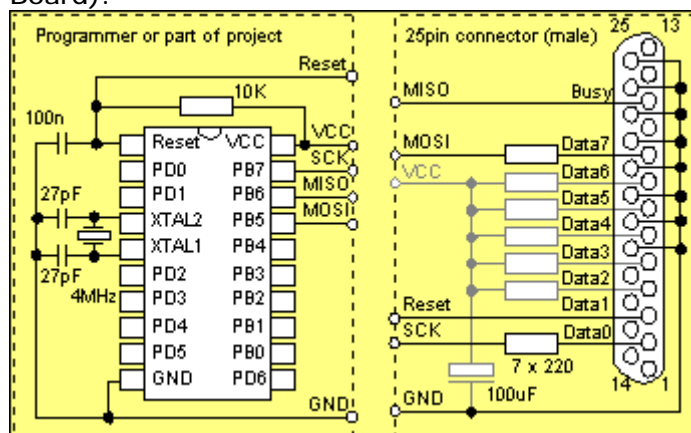 Board):
Programmer or part of project
25pin connector (male)
25
13
Reset
10K
100n
MISO
Busy
VCC
SCK
MISO
MOSI
MOSI
VCC
Data7
Data6
Data5
Data4
Data3
Data2
Data1
Data0
Reset
SCK
7 x 220
100uF
14
1
GND
GND
27pF
27pF
4MHz
Reset VCC
PD0 PB7
PD1 PB6
XTAL2 PB5
XTAL1 PB4
PD2 PB3
PD3 PB2
PD4 PB1
PD5 PB0
GND PD6